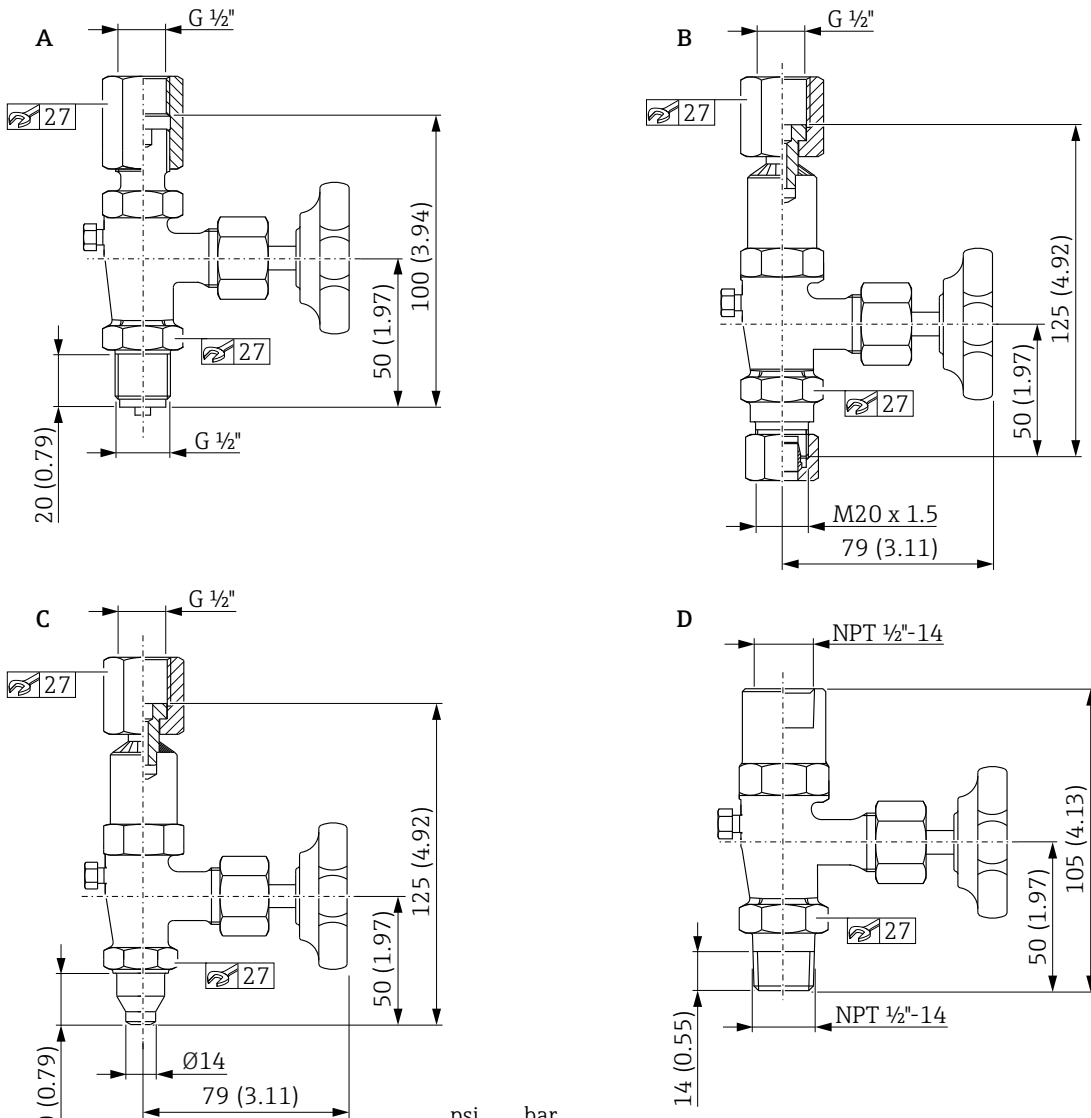 A
G ½"
27
100 (3.94)
50 (1.97)
27
20 (0.79)
G ½"
B
G ½"
27
125 (4.92)
50 (1.97)
27
M20 x 1.5
79 (3.11)
C
G ½"
27
125 (4.92)
50 (1.97)
27
(0.79)
Ø14
79 (3.11)
D
NPT ½"-14
105 (4.13)
50 (1.97)
27
14 (0.55)
NPT ½"-14
psi bar